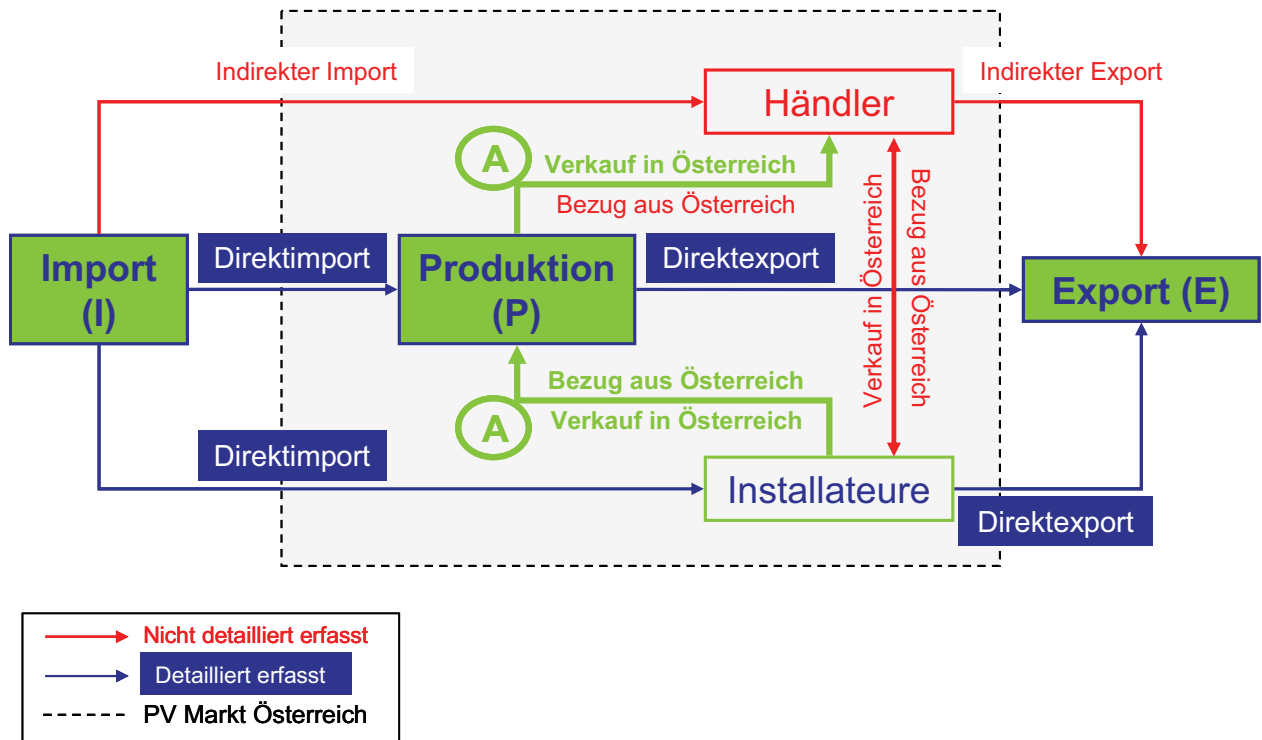 Indirekter Import
Händler
Indirekter Export
A
Verkauf in Österreich
Bezug aus Österreich
Verkauf in Österreich
Bezug aus Österreich
Import
(I)
Direktimport
Produktion
(P)
Direktexport
Export (E)
Bezug aus Österreich
A
Verkauf in Österreich
Direktimport
Installateure
Direktexport
Nicht detailliert erfasst
Detailliert erfasst
PV Markt Österreich